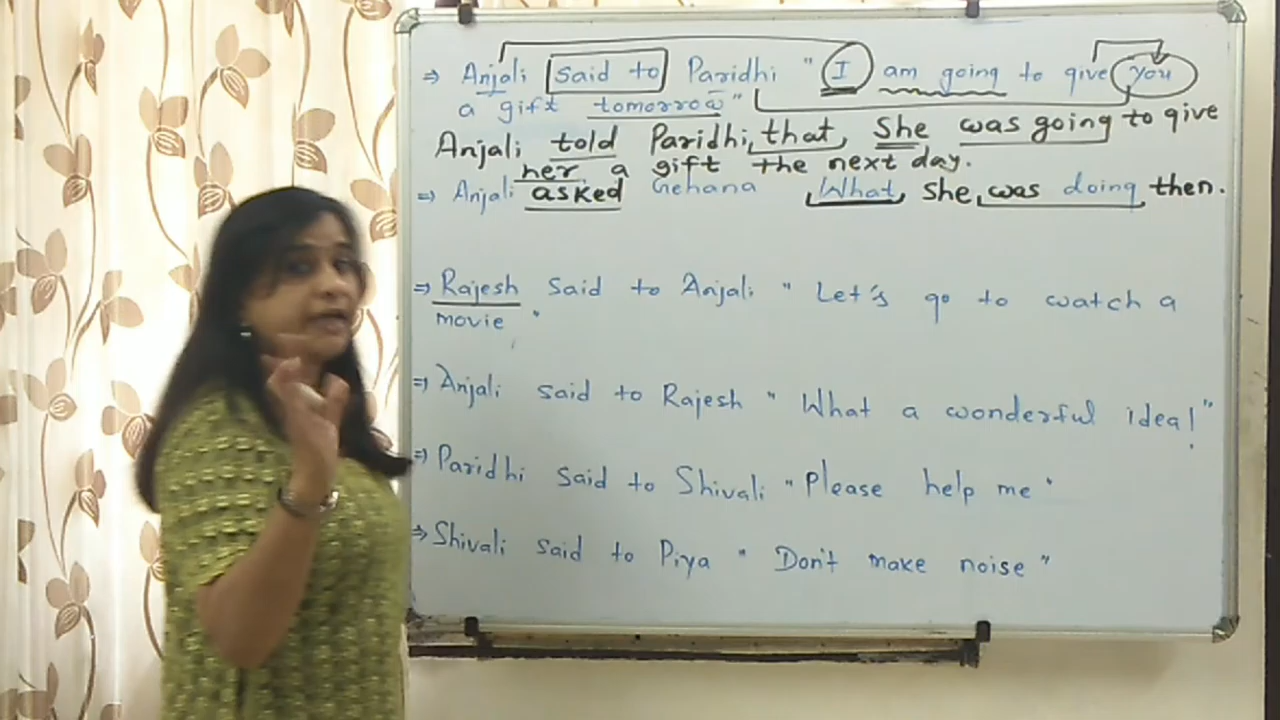 ⇒ Anjali said to Paridhi "I am going to give you
a gift tomorrow"
Anjali told Paridhi, that, She was going to give
her a gift the next day.
⇒ Anjali asked Gehana What, She was doing then.
⇒ Rajesh said to Anjali " Let's go to watch a
movie "
⇒ Anjali said to Rajesh " What a wonderful idea! "
⇒ Paridhi said to Shivali " Please help me "
⇒ Shivali said to Piya " Don't make noise "